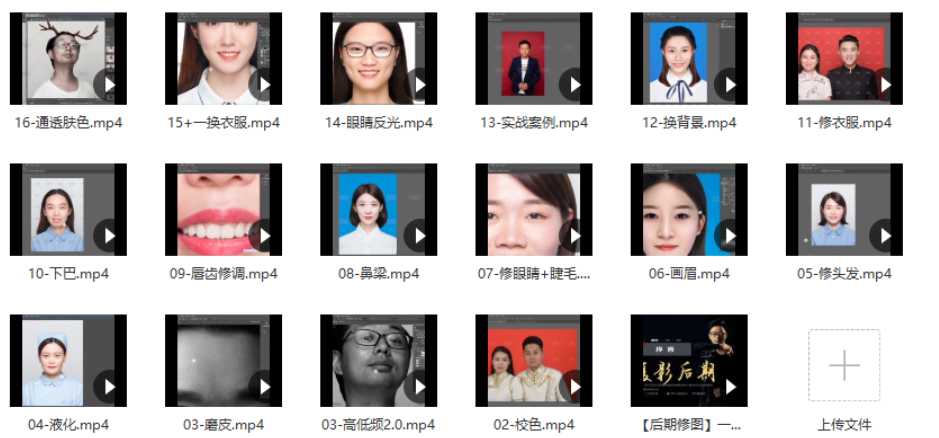 16-通透肤色.mp4
15+一换衣服.mp4
14-眼睛反光.mp4
13-实战案例.mp4
12-换背景.mp4
11-修衣服.mp4
10-下巴.mp4
09-唇齿修调.mp4
08-鼻梁.mp4
07-修眼睛+睫毛....
06-画眉.mp4
05-修头发.mp4
影后期
04-液化.mp4
03-磨皮.mp4
03-高低频2.0.mp4
02-校色.mp4
【后期修图】一...
上传文件